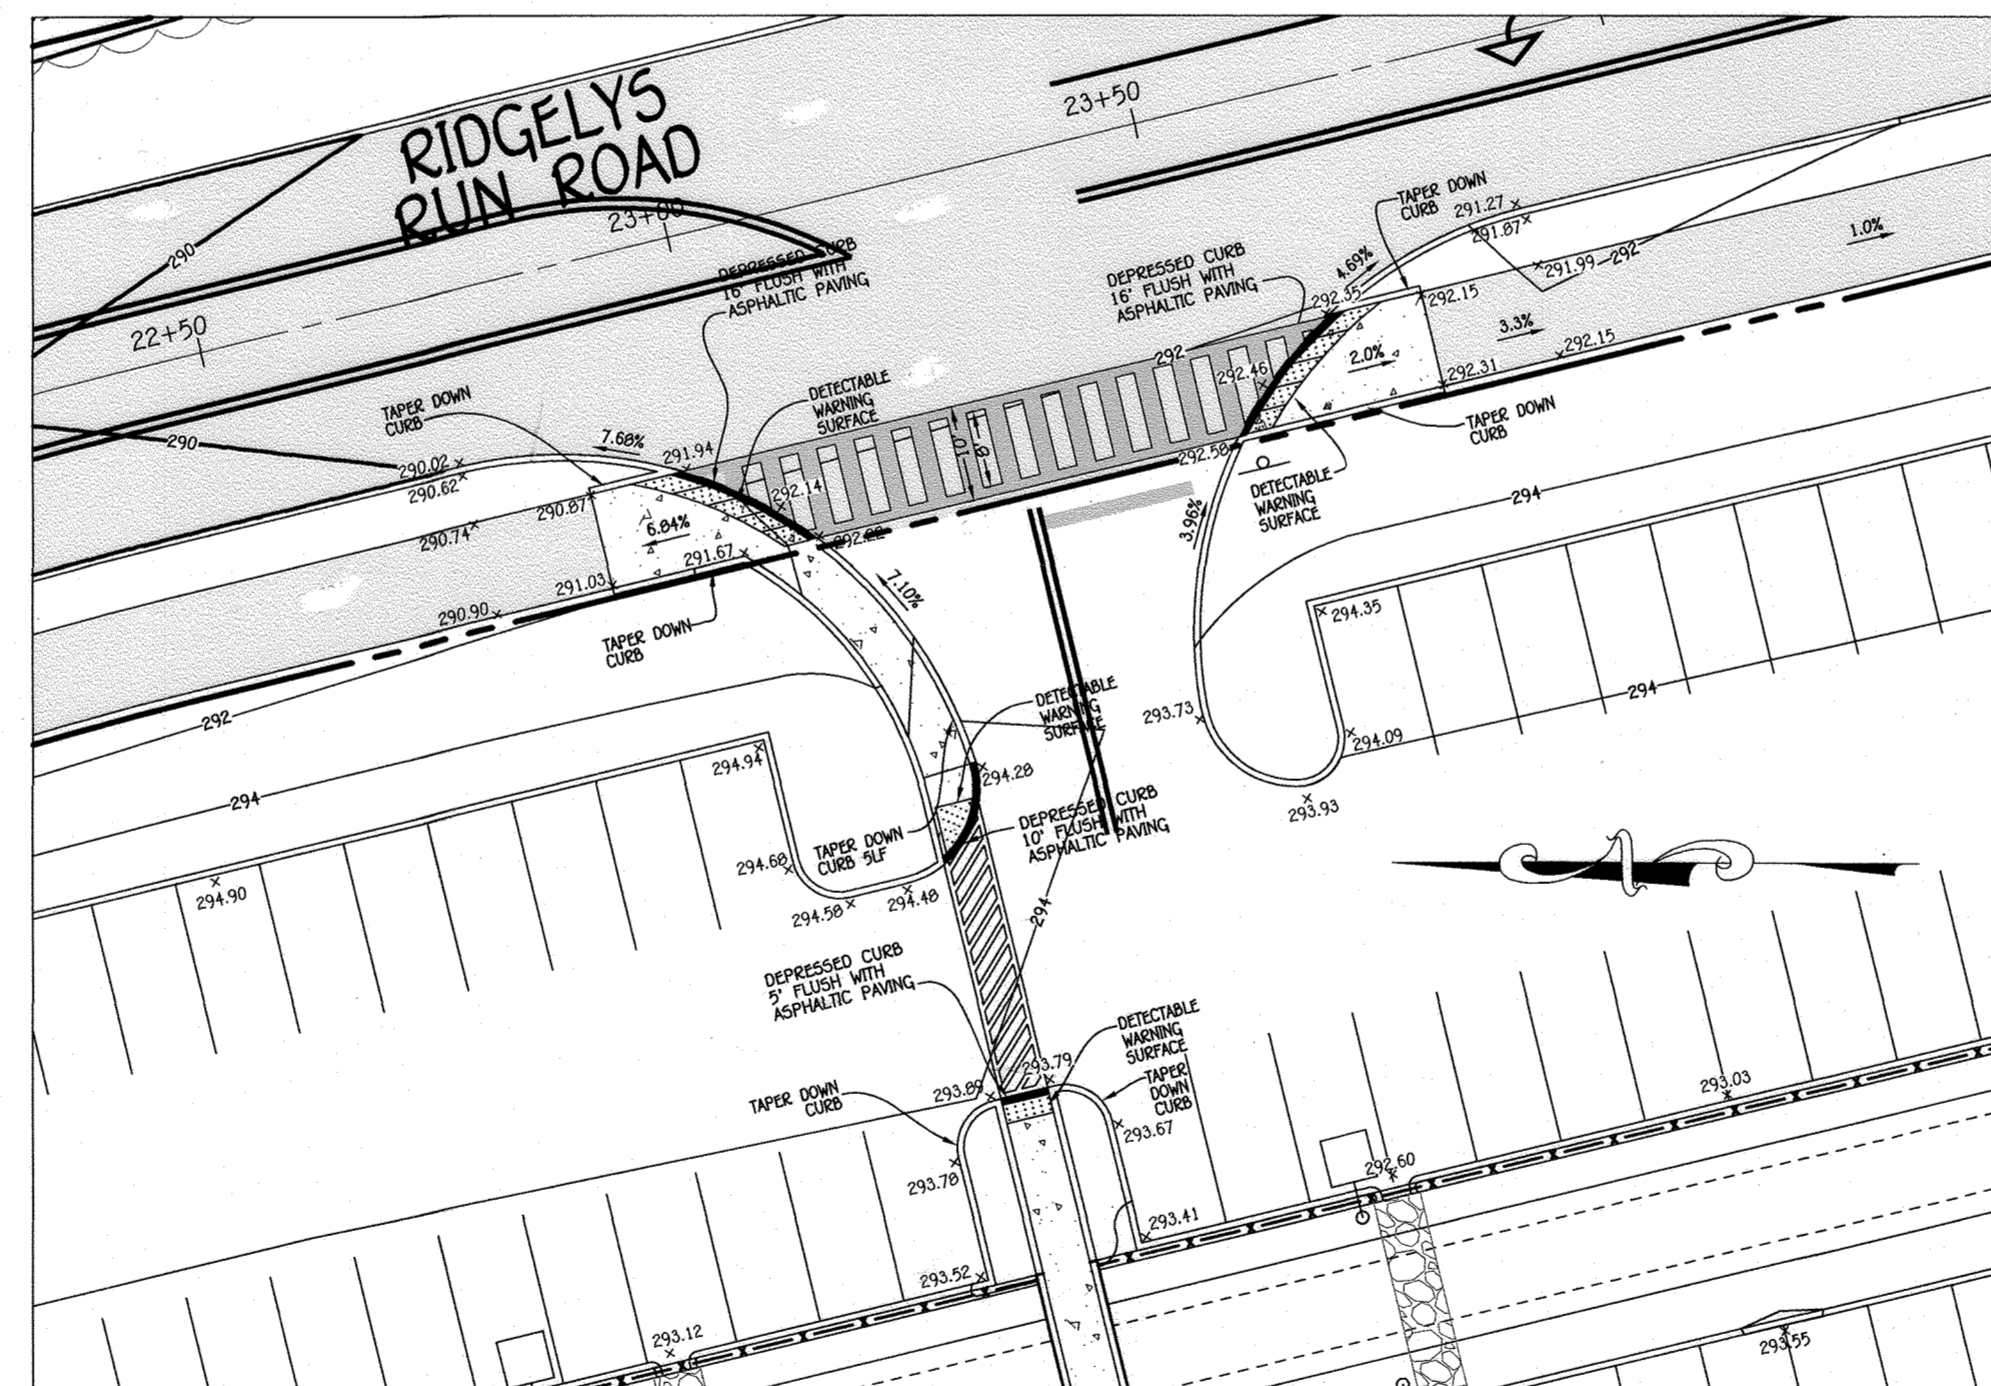 23+50
RIDGELYS
RUN ROAD
23+00
290
22+50
TAPER DOWN
CURB
291.27
291.87
1.0%
291.99
292
4.69%
DEPRESSED CURB
16' FLUSH WITH
ASPHALTIC PAVING
DEPRESSED CURB
16' FLUSH WITH
ASPHALTIC PAVING
292.35
292.15
3.3%
292.15
292
2.0%
292.46
292.31
TAPER DOWN
CURB
DETECTABLE
WARNING
SURFACE
TAPER DOWN
CURB
290
7.68%
291.94
10'
8'
292.58
290.02
290.62
292.14
DETECTABLE
WARNING
SURFACE
294
290.87
6.84%
290.74
292.22
3.96%
291.67
291.03
7.10%
290.90
TAPER DOWN
CURB
294.35
292
DETECTABLE
WARNING
SURFACE
294
293.73
294.09
294.94
294.28
294
293.93
DEPRESSED CURB
10' FLUSH WITH
ASPHALTIC PAVING
TAPER DOWN
CURB 5LF
294.68
294.90
294.58
294.48
294
DEPRESSED CURB
5' FLUSH WITH
ASPHALTIC PAVING
DETECTABLE
WARNING
SURFACE
293.79
293.89
TAPER
DOWN
CURB
TAPER DOWN
CURB
293.03
293.67
293.78
292.60
293.41
293.52
293.12
293.55